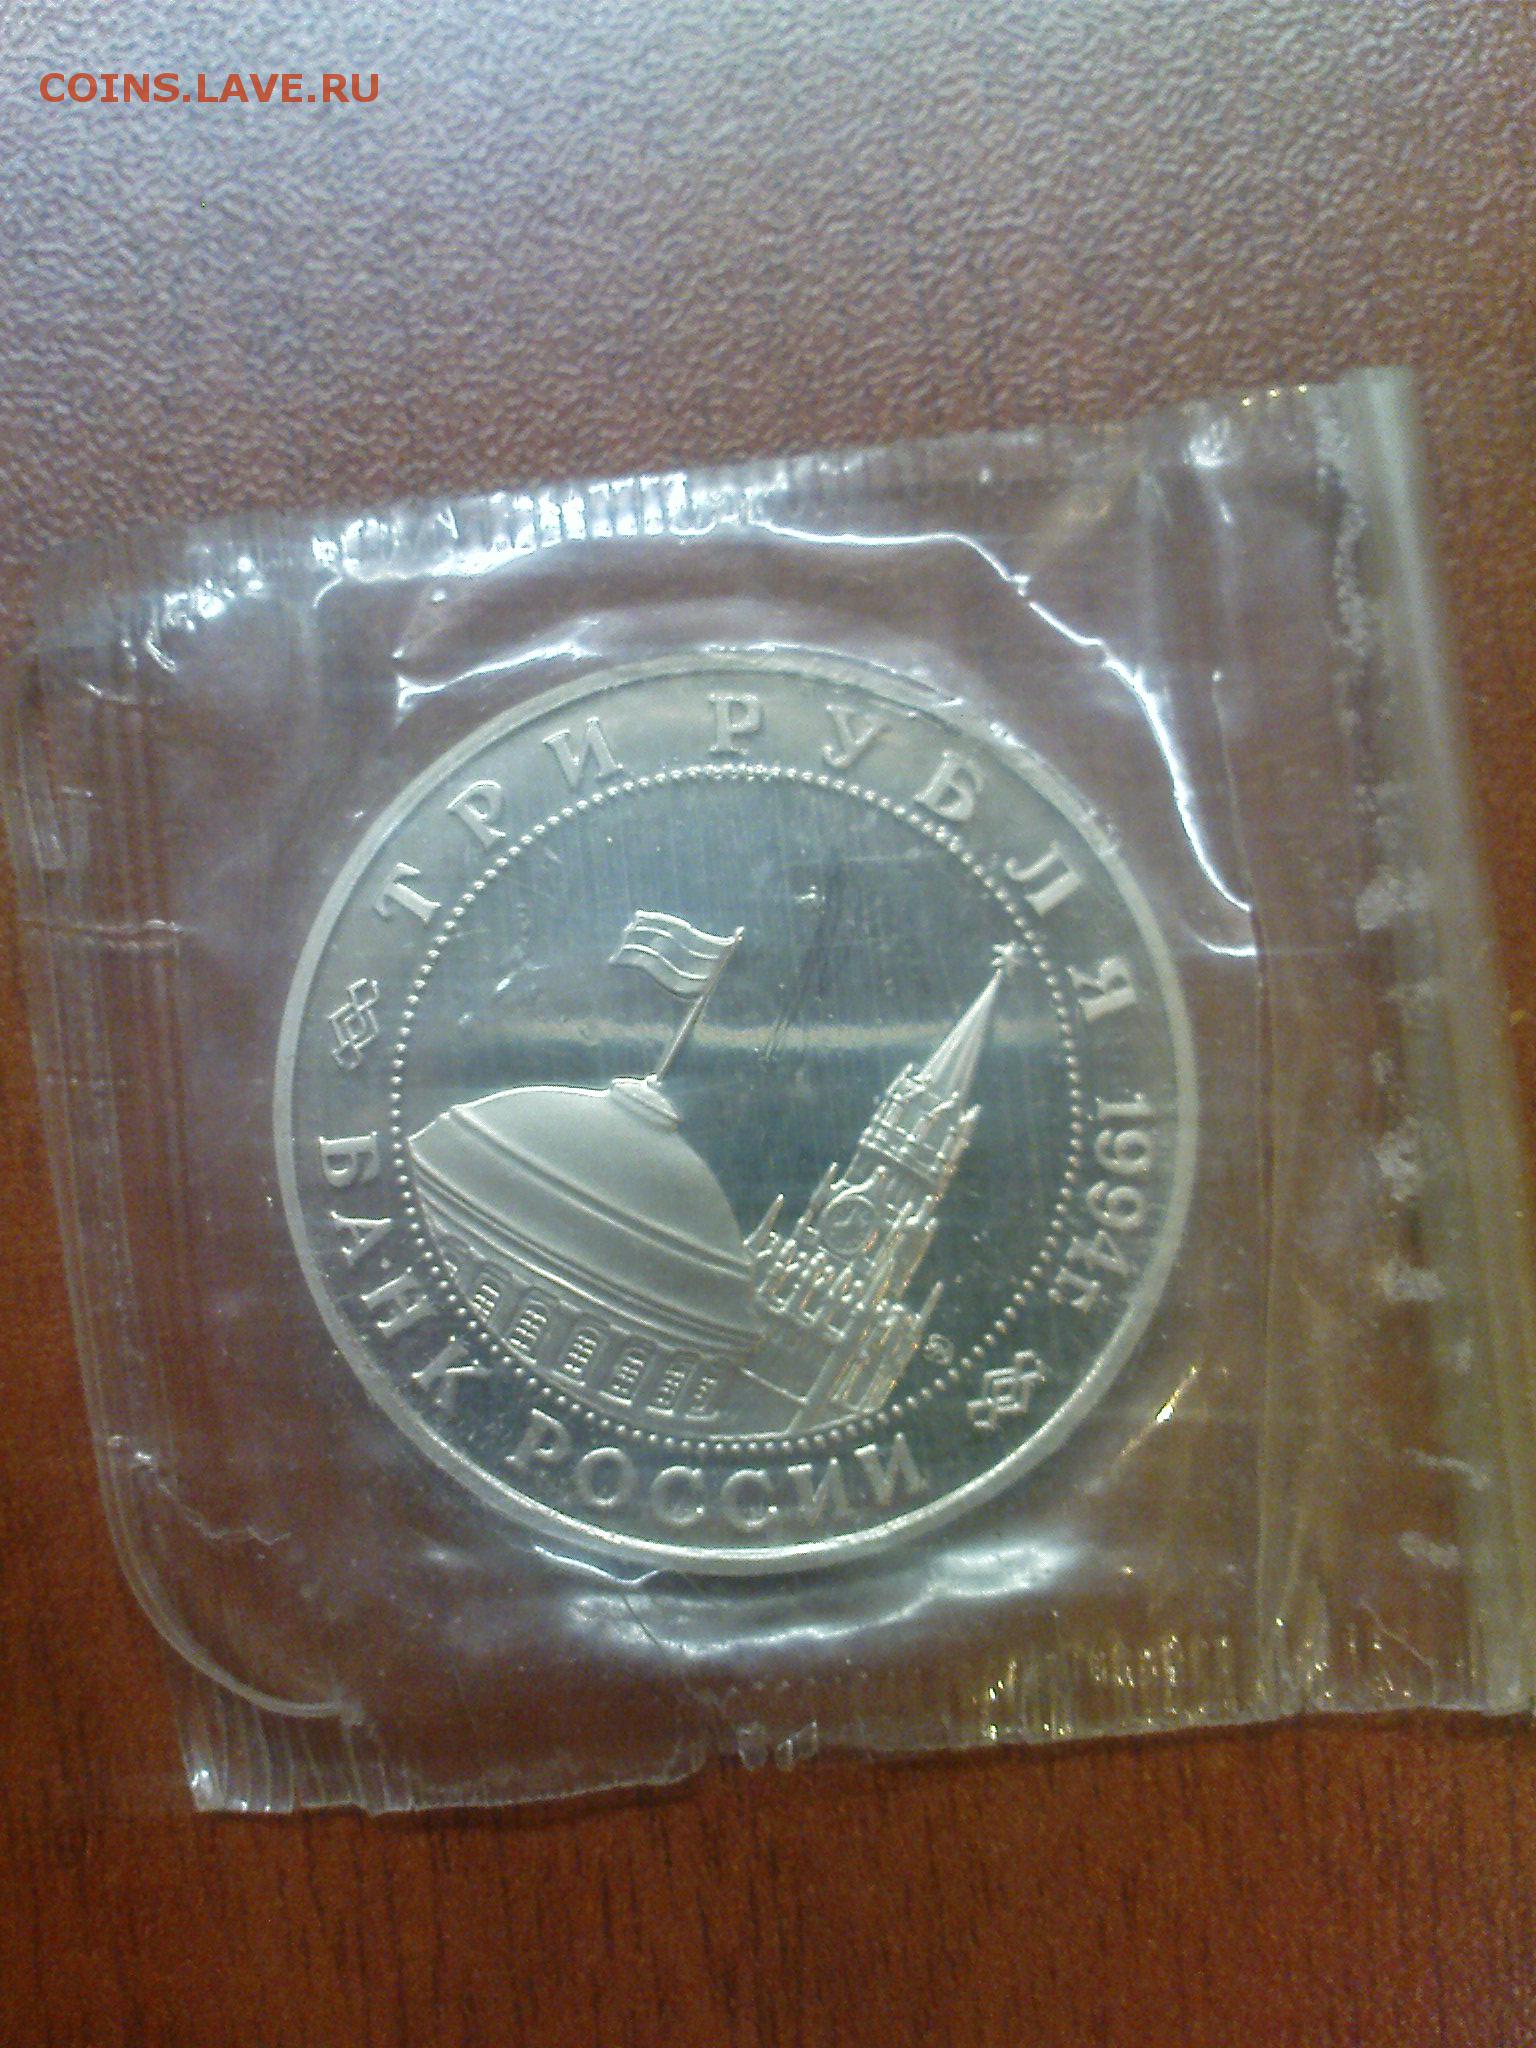 COINS.LAVE.RU
ТРИ РУБЛЯ 1994г.
БАНК РОССИИ